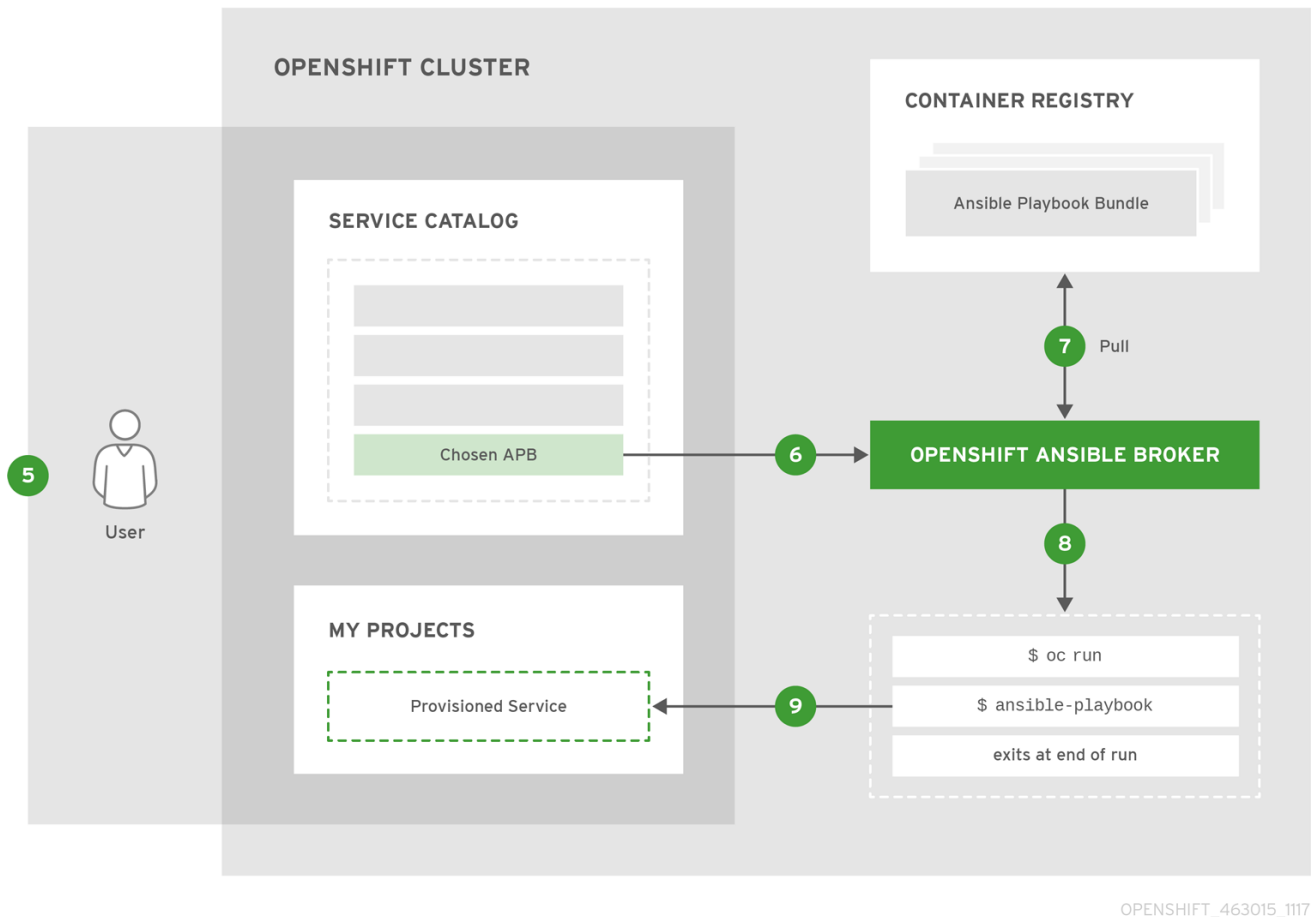 OPENSHIFT CLUSTER
CONTAINER REGISTRY
Ansible Playbook Bundle
SERVICE CATALOG
Chosen APB
5
User
6
7
Pull
OPENSHIFT ANSIBLE BROKER
8
MY PROJECTS
Provisioned Service
9
$ oc run
$ ansible-playbook
exits at end of run
OPENSHIFT_463015_1117